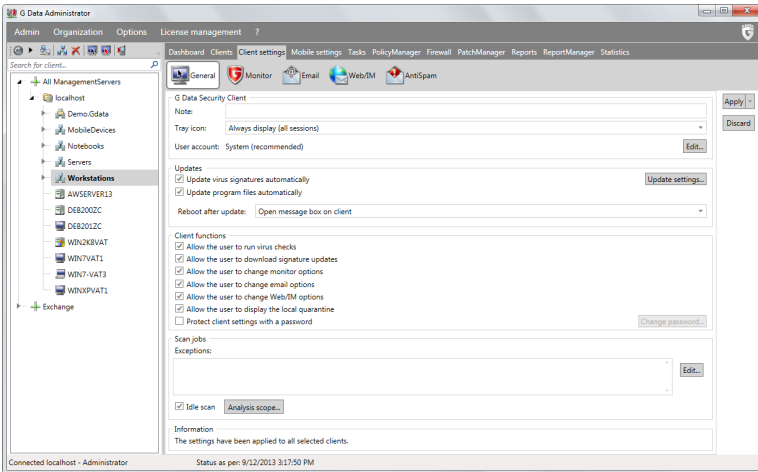 G Data Administrator
Admin Organization Options License management ?
Dashboard Clients Client settings Mobile settings Tasks PolicyManager Firewall PatchManager Reports ReportManager Statistics
Search for client...
General Monitor Email Web/IM AntiSpam
All ManagementServers
localhost
Demo.Gdata
MobileDevices
Notebooks
Servers
Workstations
AWSERVER13
DEB200ZC
DEB201ZC
WIN2K8VAT
WIN7VAT1
WIN7-VAT3
WINXPVAT1
Exchange
G Data Security Client
Note:
Tray icon: Always display (all sessions)
User account: System (recommended) Edit...
Apply
Discard
Updates
Update virus signatures automatically Update settings...
Update program files automatically
Reboot after update: Open message box on client
Client functions
Allow the user to run virus checks
Allow the user to download signature updates
Allow the user to change monitor options
Allow the user to change email options
Allow the user to change Web/IM options
Allow the user to display the local quarantine
Protect client settings with a password Change password...
Scan jobs
Exceptions:
Edit...
Idle scan Analysis scope...
Information
The settings have been applied to all selected clients.
Connected localhost - Administrator Status as per: 9/12/2013 3:17:50 PM